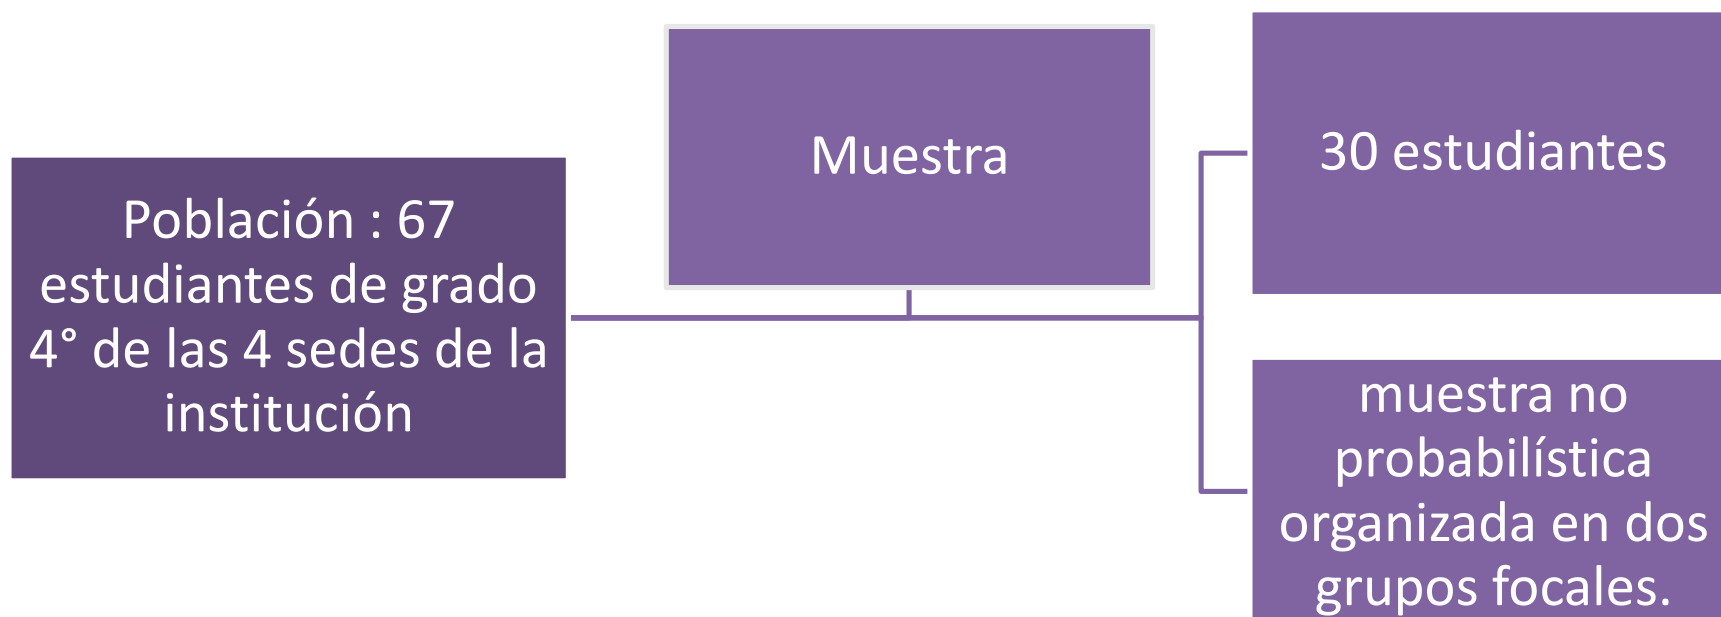 Población : 67
estudiantes de grado
4° de las 4 sedes de la
institución
Muestra
30 estudiantes
muestra no
probabilística
organizada en dos
grupos focales.